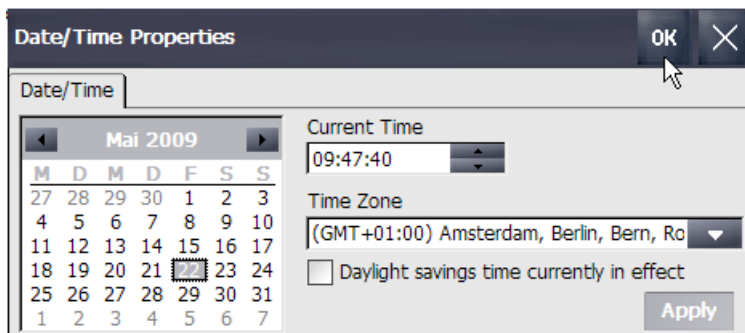 Date/Time Properties OK
Date/Time
Mai 2009
M D M D F S S
27 28 29 30 1 2 3
4 5 6 7 8 9 10
11 12 13 14 15 16 17
18 19 20 21 22 23 24
25 26 27 28 29 30 31
1 2 3 4 5 6 7
Current Time
09:47:40
Time Zone
(GMT+01:00) Amsterdam, Berlin, Bern, Ro
Daylight savings time currently in effect
Apply